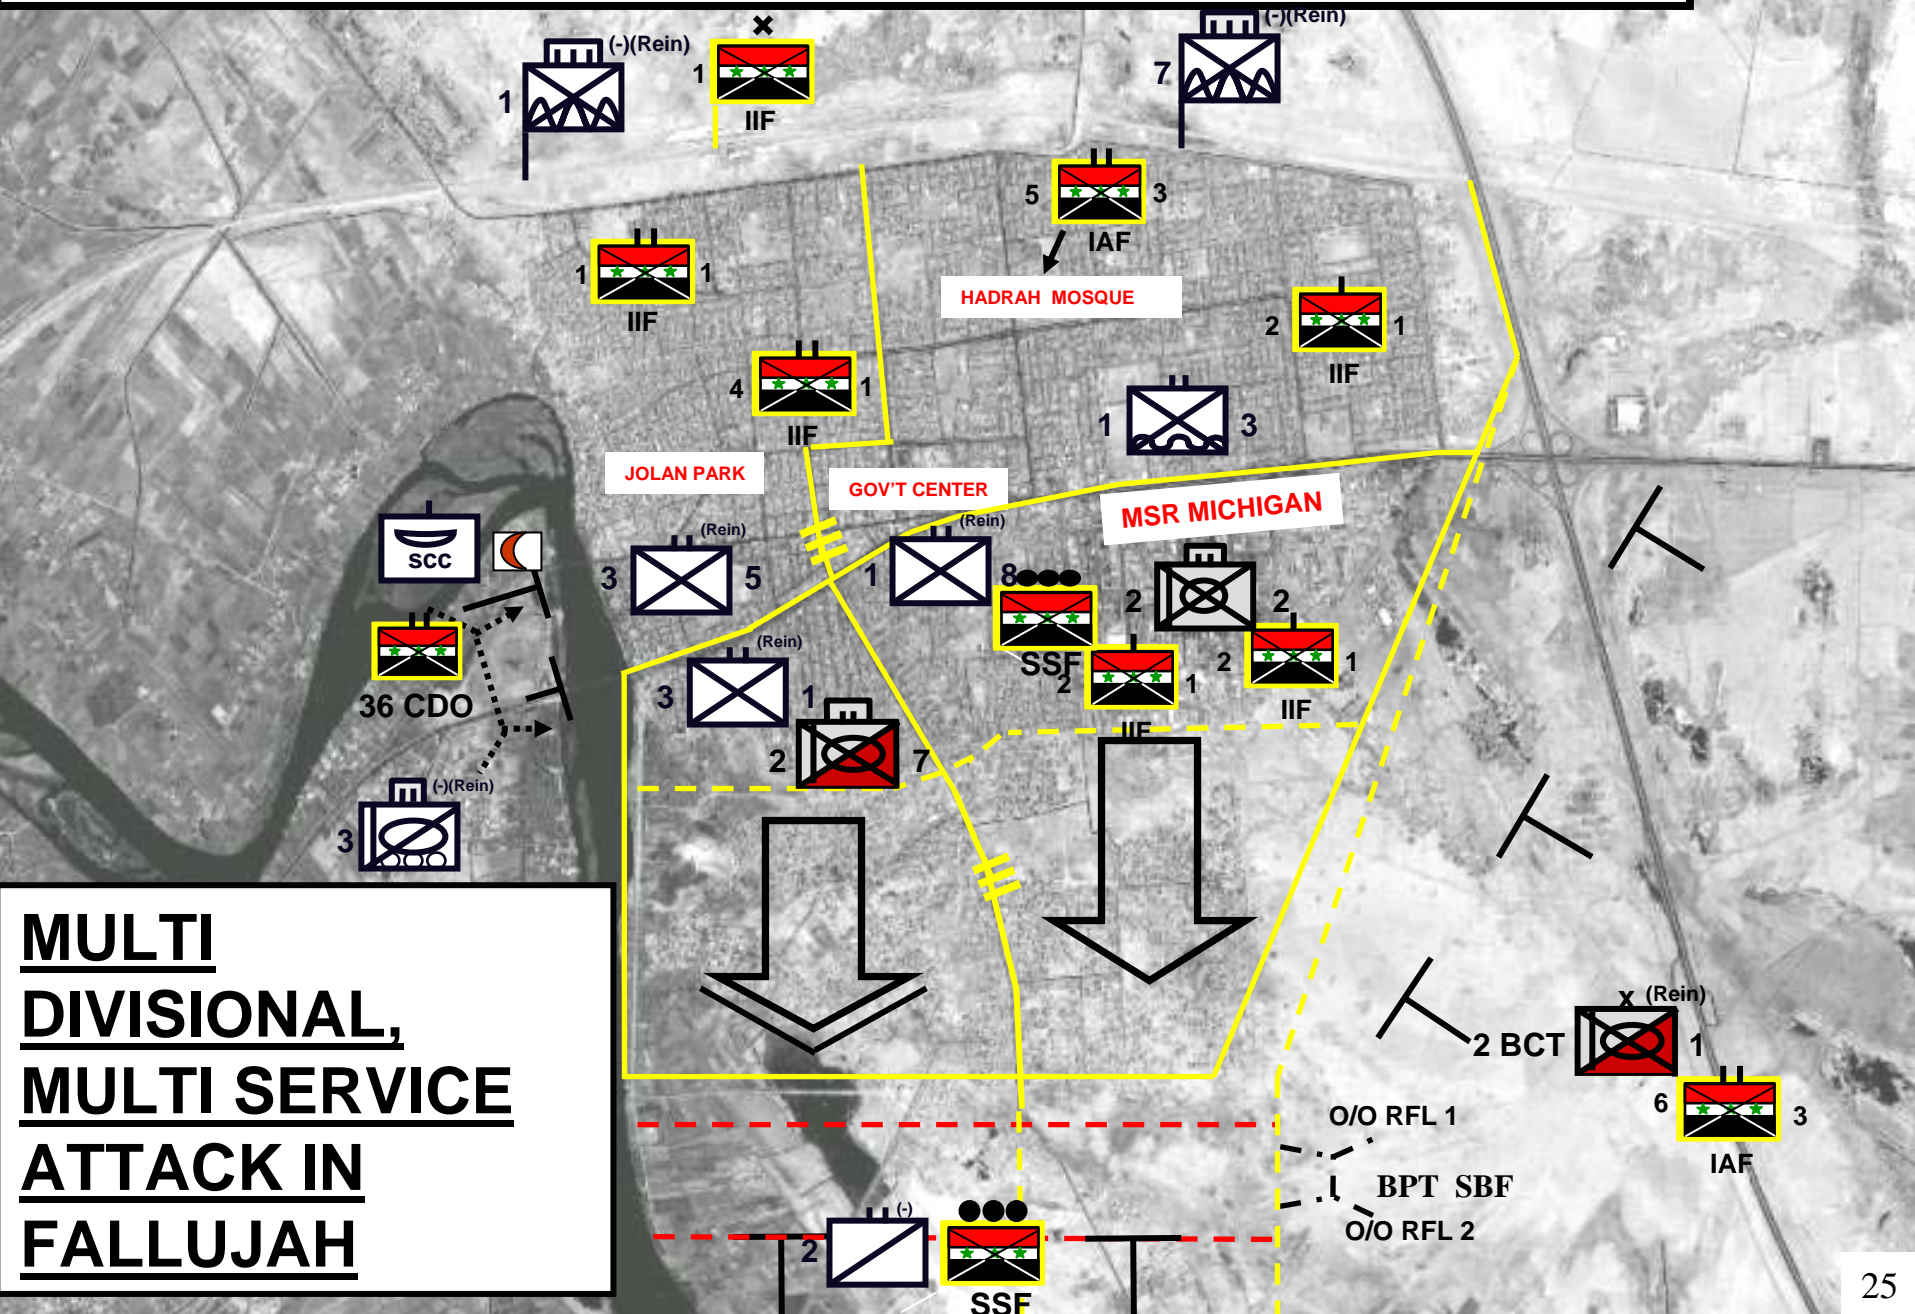 (-)(Rein)
1
1
IIF
7
(-)(Rein)
5 3
IAF
HADRAH MOSQUE
1 1
IIF
2 1
IIF
4 1
IIF
1 3
JOLAN PARK
GOV'T CENTER
MSR MICHIGAN
SCC
(Rein)
3 5
(Rein)
1 8
SSF
2 2
2 1
IIF
2 1
IIF
36 CDO
(Rein)
3 1
2 7
(-)(Rein)
3
MULTI
DIVISIONAL,
MULTI SERVICE
ATTACK IN
FALLUJAH
X (Rein)
2 BCT 1
6 3
IAF
O/O RFL 1
BPT SBF
O/O RFL 2
(-)
2
SSF
25